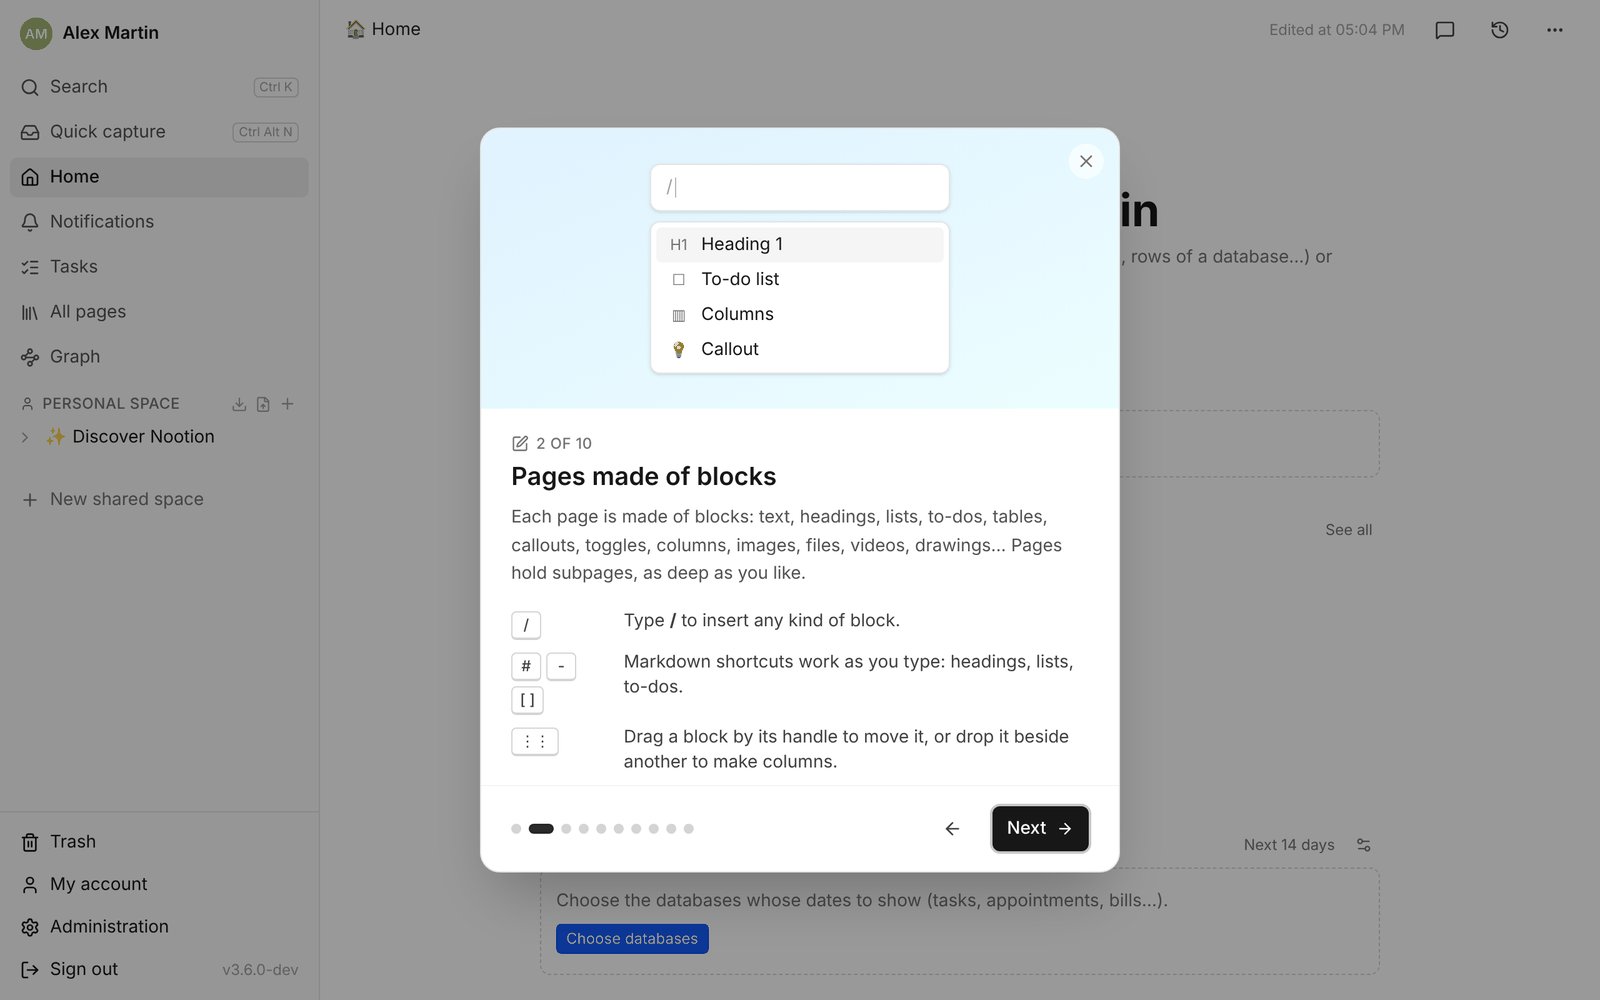 AM Alex Martin
Search Ctrl K
Quick capture Ctrl Alt N
Home
Notifications
Tasks
All pages
Graph
PERSONAL SPACE
✨ Discover Nootion
New shared space
Trash
My account
Administration
Sign out v3.6.0-dev
🏠 Home
Edited at 05:04 PM
in
, rows of a database...) or
See all
Next 14 days
Choose the databases whose dates to show (tasks, appointments, bills...).
Choose databases
/
H1 Heading 1
To-do list
Columns
Callout
2 OF 10
Pages made of blocks
Each page is made of blocks: text, headings, lists, to-dos, tables,
callouts, toggles, columns, images, files, videos, drawings... Pages
hold subpages, as deep as you like.
/ Type / to insert any kind of block.
# - Markdown shortcuts work as you type: headings, lists,
[ ] to-dos.
⋮⋮ Drag a block by its handle to move it, or drop it beside
another to make columns.
Next